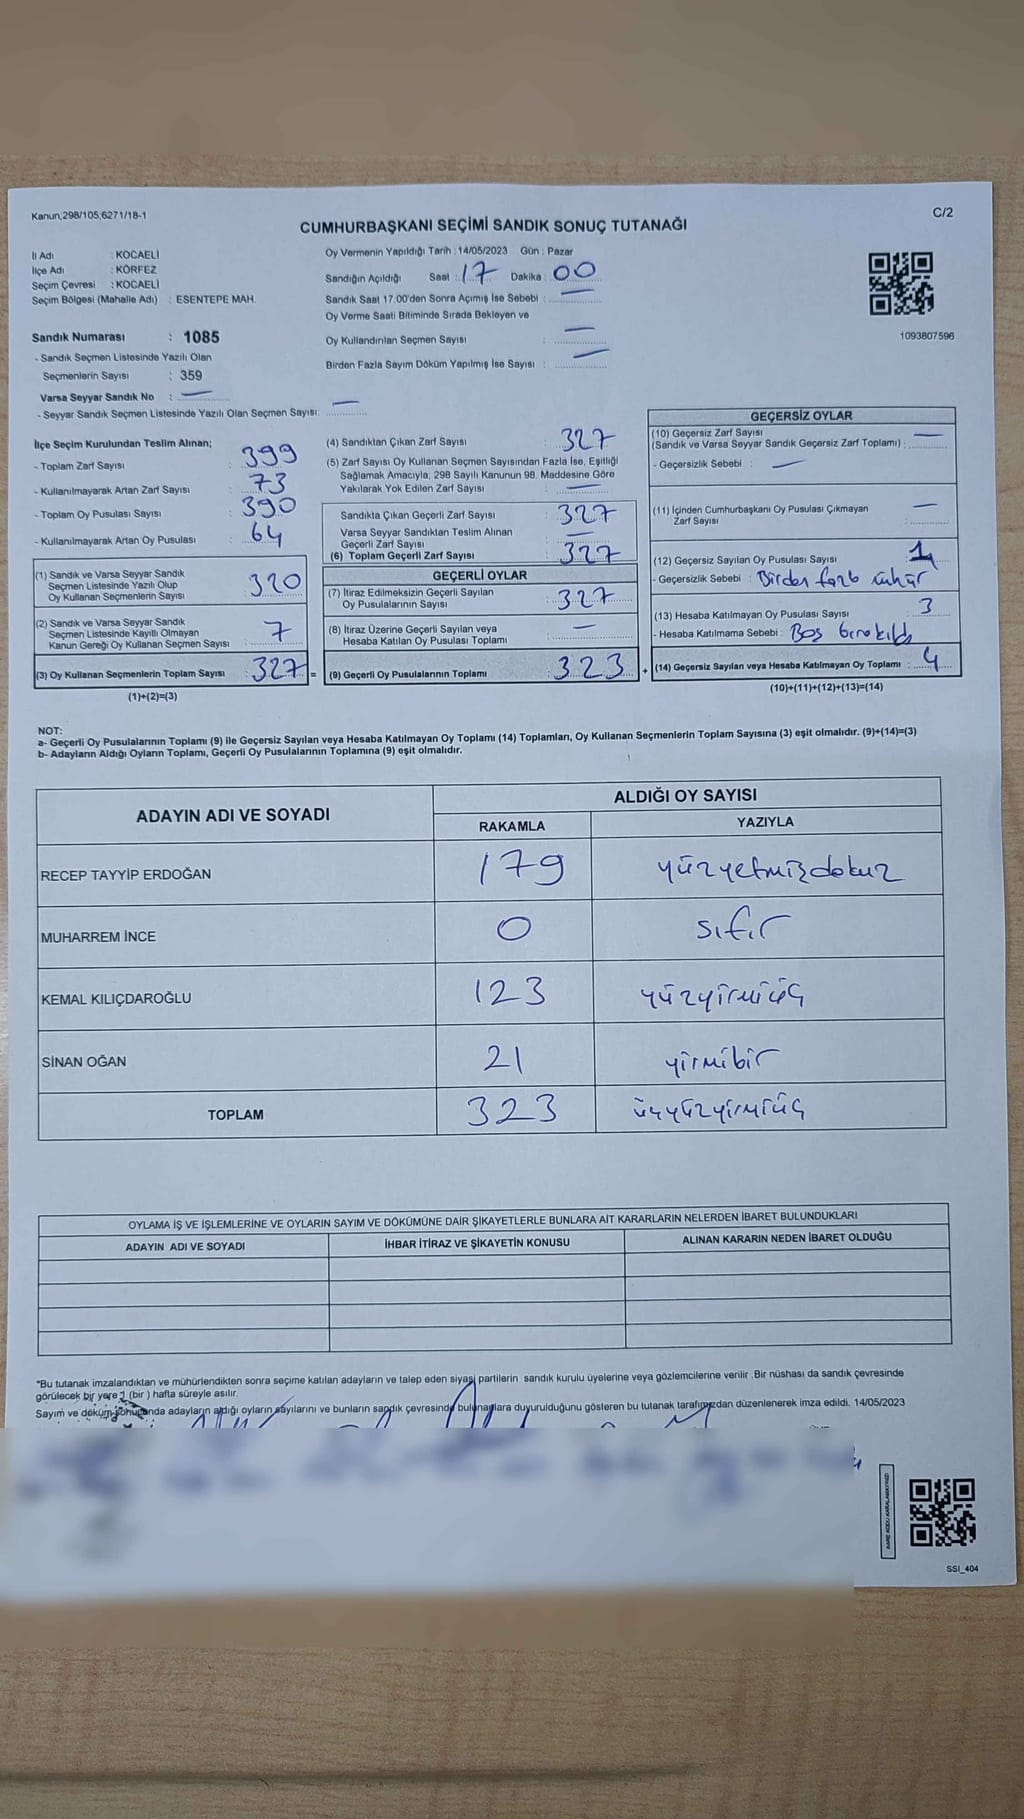 Kanun;298/105,6271/18-1
C/2
CUMHURBAŞKANI SEÇİMİ SANDIK SONUÇ TUTANAĞI
İl Adı : KOCAELİ
İlçe Adı : KÖRFEZ
Seçim Çevresi : KOCAELİ
Seçim Bölgesi (Mahalle Adı) : ESENTEPE MAH.
Sandık Numarası : 1085
- Sandık Seçmen Listesinde Yazılı Olan
Seçmenlerin Sayısı : 359
Varsa Seyyar Sandık No : —
- Seyyar Sandık Seçmen Listesinde Yazılı Olan Seçmen Sayısı: —
Oy Vermenin Yapıldığı Tarih : 14/05/2023 Gün : Pazar
Sandığın Açıldığı Saat : 17 Dakika : 00
Sandık Saat 17.00'den Sonra Açımış İse Sebebi : —
Oy Verme Saati Bitiminde Sırada Bekleyen ve
Oy Kullandırılan Seçmen Sayısı : —
Birden Fazla Sayım Döküm Yapılmış İse Sayısı : —
1093807596
İlçe Seçim Kurulundan Teslim Alınan;
- Toplam Zarf Sayısı : 399
- Kullanılmayarak Artan Zarf Sayısı : 73
- Toplam Oy Pusulası Sayısı : 390
- Kullanılmayarak Artan Oy Pusulası : 64
(1) Sandık ve Varsa Seyyar Sandık
Seçmen Listesinde Yazılı Olup
Oy Kullanan Seçmenlerin Sayısı : 320
(2) Sandık ve Varsa Seyyar Sandık
Seçmen Listesinde Kayıtlı Olmayan
Kanun Gereği Oy Kullanan Seçmen Sayısı : 7
(3) Oy Kullanan Seçmenlerin Toplam Sayısı : 327 =
(1)+(2)=(3)
(4) Sandıktan Çıkan Zarf Sayısı : 327
(5) Zarf Sayısı Oy Kullanan Seçmen Sayısından Fazla İse, Eşitliği
Sağlamak Amacıyla; 298 Sayılı Kanunun 98. Maddesine Göre
Yakılarak Yok Edilen Zarf Sayısı : —
Sandıkta Çıkan Geçerli Zarf Sayısı : 327
Varsa Seyyar Sandıktan Teslim Alınan
Geçerli Zarf Sayısı : —
(6) Toplam Geçerli Zarf Sayısı : 327
GEÇERLİ OYLAR
(7) İtiraz Edilmeksizin Geçerli Sayılan
Oy Pusulalarının Sayısı : 327
(8) İtiraz Üzerine Geçerli Sayılan veya
Hesaba Katılan Oy Pusulası Toplamı : —
(9) Geçerli Oy Pusulalarının Toplamı : 323 +
GEÇERSİZ OYLAR
(10) Geçersiz Zarf Sayısı
(Sandık ve Varsa Seyyar Sandık Geçersiz Zarf Toplamı) : —
- Geçersizlik Sebebi : —
(11) İçinden Cumhurbaşkanı Oy Pusulası Çıkmayan
Zarf Sayısı : —
(12) Geçersiz Sayılan Oy Pusulası Sayısı : 1
- Geçersizlik Sebebi : Birden fazla mühür
(13) Hesaba Katılmayan Oy Pusulası Sayısı : 3
- Hesaba Katılmama Sebebi : Boş bırakıldı
(14) Geçersiz Sayılan veya Hesaba Katılmayan Oy Toplamı : 4
(10)+(11)+(12)+(13)=(14)
NOT:
a- Geçerli Oy Pusulalarının Toplamı (9) ile Geçersiz Sayılan veya Hesaba Katılmayan Oy Toplamı (14) Toplamları, Oy Kullanan Seçmenlerin Toplam Sayısına (3) eşit olmalıdır. (9)+(14)=(3)
b- Adayların Aldığı Oyların Toplamı, Geçerli Oy Pusulalarının Toplamına (9) eşit olmalıdır.
ADAYIN ADI VE SOYADI
ALDIĞI OY SAYISI
RAKAMLA YAZIYLA
RECEP TAYYİP ERDOĞAN 179 yüzyetmişdokuz
MUHARREM İNCE 0 sıfır
KEMAL KILIÇDAROĞLU 123 yüzyirmiüç
SİNAN OĞAN 21 yirmibir
TOPLAM 323 üçyüzyirmiüç
OYLAMA İŞ VE İŞLEMLERİNE VE OYLARIN SAYIM VE DÖKÜMÜNE DAİR ŞİKAYETLERLE BUNLARA AİT KARARLARIN NELERDEN İBARET BULUNDUKLARI
ADAYIN ADI VE SOYADI İHBAR İTİRAZ VE ŞİKAYETİN KONUSU ALINAN KARARIN NEDEN İBARET OLDUĞU
"Bu tutanak imzalandıktan ve mühürlendikten sonra seçime katılan adayların ve talep eden siyasi partilerin sandık kurulu üyelerine veya gözlemcilerine verilir .Bir nüshası da sandık çevresinde
görülecek bir yere 1 (bir ) hafta süreyle asılır.
Sayım ve döküm sonucunda adayların aldığı oyların sayılarını ve bunların sandık çevresinde bulunanlara duyurulduğunu gösteren bu tutanak tarafımızdan düzenlenerek imza edildi. 14/05/2023
KARE KODU KARALAMAYINIZ!
SSI_404